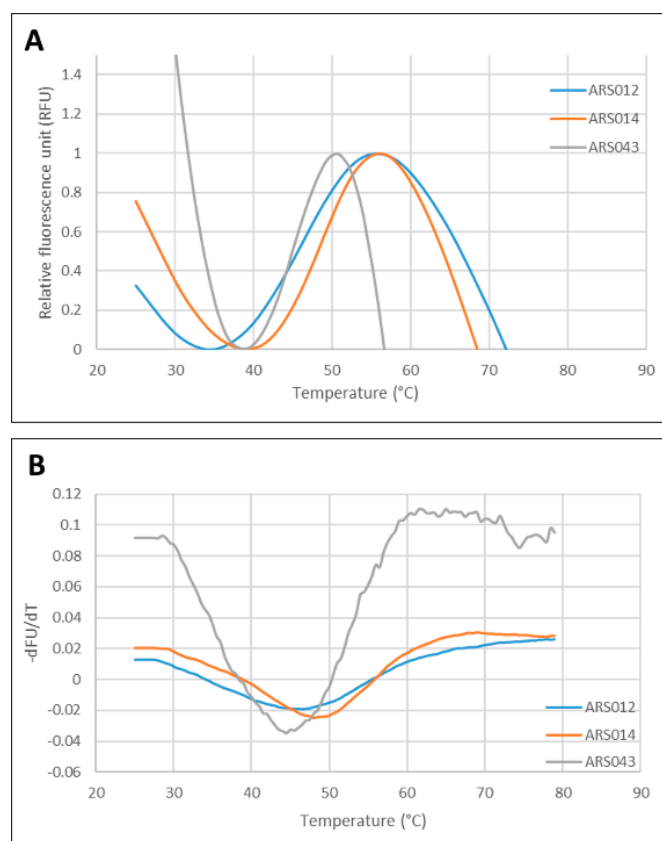 A
Relative fluorescence unit (RFU)
1.4
1.2
1
0.8
0.6
0.4
0.2
0
20 30 40 50 60 70 80 90
Temperature (°C)
ARS012
ARS014
ARS043
B
-dFU/dT
0.12
0.1
0.08
0.06
0.04
0.02
0
-0.02
-0.04
-0.06
20 30 40 50 60 70 80 90
Temperature (°C)
ARS012
ARS014
ARS043